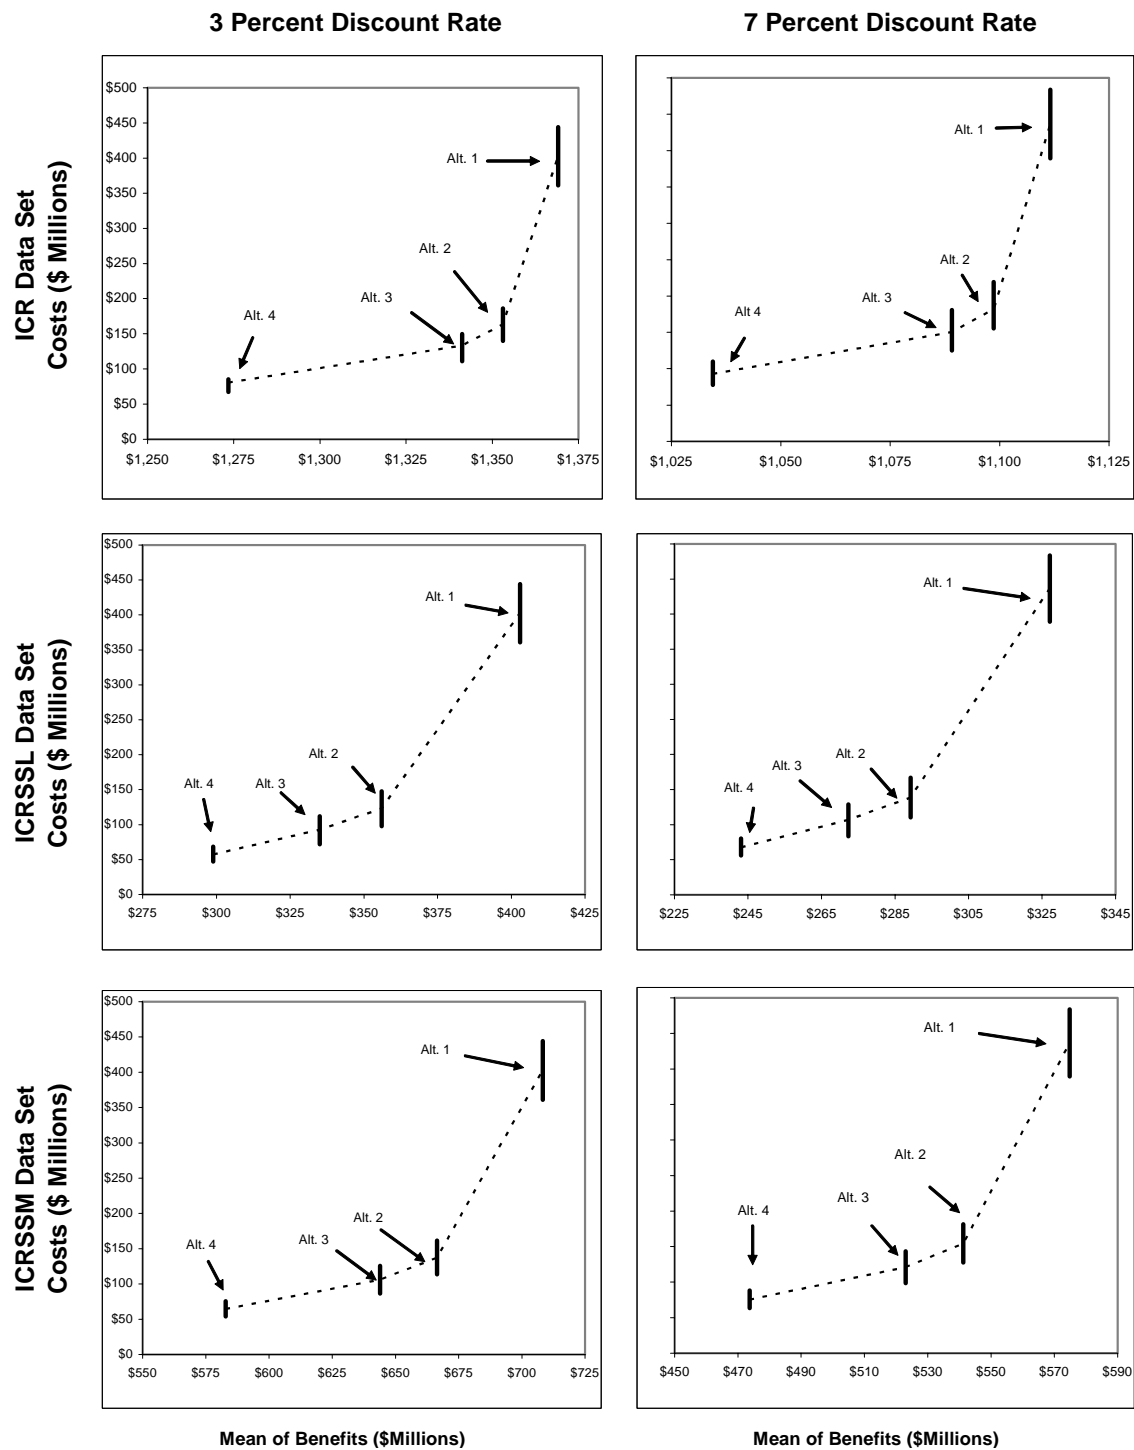 3 Percent Discount Rate
7 Percent Discount Rate
ICR Data Set
Costs ($ Millions)
$500
$450
$400
$350
$300
$250
$200
$150
$100
$50
$0
Alt. 1
Alt. 2
Alt. 3
Alt. 4
$1,250
$1,275
$1,300
$1,325
$1,350
$1,375
Alt. 1
Alt. 2
Alt. 3
Alt 4
$1,025
$1,050
$1,075
$1,100
$1,125
ICRSSL Data Set
Costs ($ Millions)
$500
$450
$400
$350
$300
$250
$200
$150
$100
$50
$0
Alt. 1
Alt. 2
Alt. 3
Alt. 4
$275
$300
$325
$350
$375
$400
$425
Alt. 1
Alt. 2
Alt. 3
Alt. 4
$225
$245
$265
$285
$305
$325
$345
ICRSSM Data Set
Costs ($ Millions)
$500
$450
$400
$350
$300
$250
$200
$150
$100
$50
$0
Alt. 1
Alt. 2
Alt. 3
Alt. 4
$550
$575
$600
$625
$650
$675
$700
$725
Alt. 1
Alt. 2
Alt. 3
Alt. 4
$450
$470
$490
$510
$530
$550
$570
$590
Mean of Benefits ($Millions)
Mean of Benefits ($Millions)